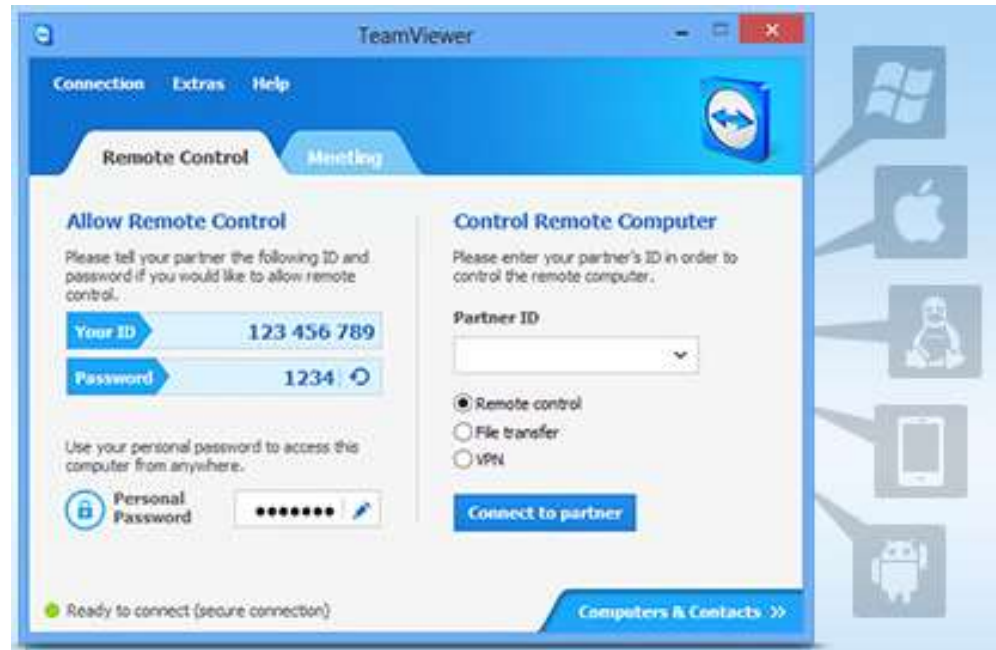 TeamViewer
Connection Extras Help
Remote Control Meeting
Allow Remote Control
Please tell your partner the following ID and
password if you would like to allow remote
control.
Your ID 123 456 789
Password 1234
Use your personal password to access this
computer from anywhere.
Personal
Password
Control Remote Computer
Please enter your partner's ID in order to
control the remote computer.
Partner ID
Remote control
File transfer
VPN
Connect to partner
Ready to connect (secure connection)
Computers & Contacts >>